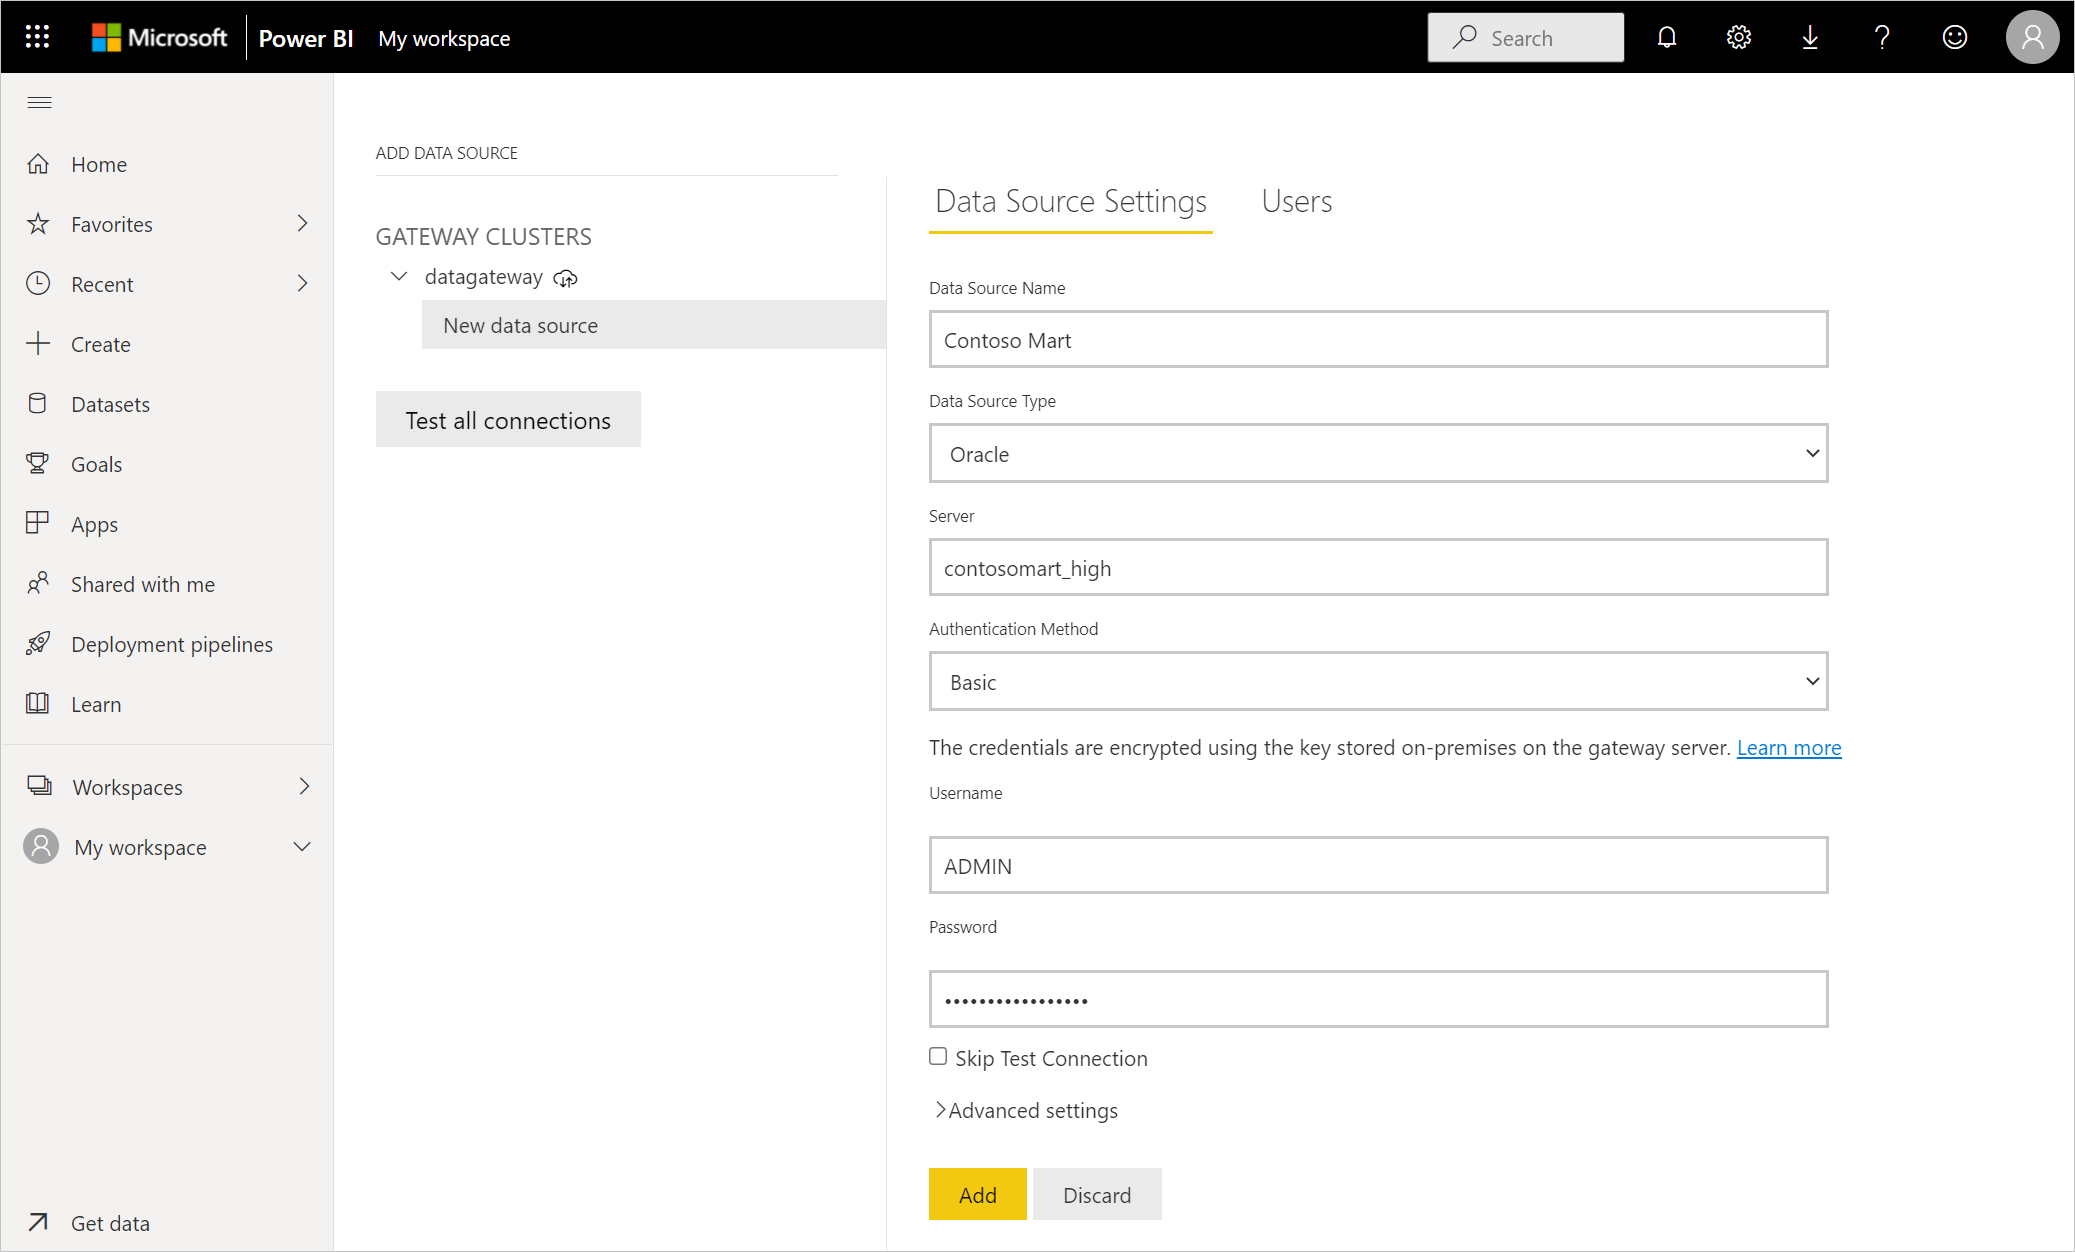 Microsoft Power BI My workspace Search
Home
Favorites
Recent
Create
Datasets
Goals
Apps
Shared with me
Deployment pipelines
Learn
Workspaces
My workspace
Get data
ADD DATA SOURCE
GATEWAY CLUSTERS
datagateway
New data source
Test all connections
Data Source Settings Users
Data Source Name
Contoso Mart
Data Source Type
Oracle
Server
contosomart_high
Authentication Method
Basic
The credentials are encrypted using the key stored on-premises on the gateway server. Learn more
Username
ADMIN
Password
•••••••••••••••••
Skip Test Connection
Advanced settings
Add Discard